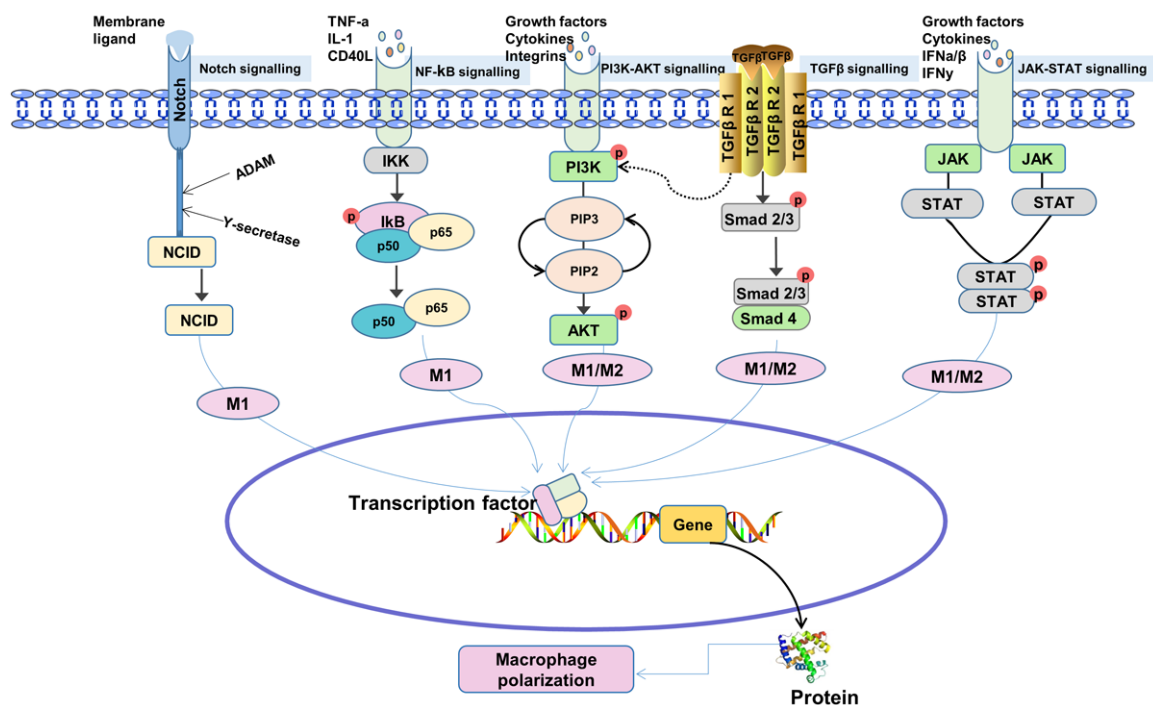 Membrane
ligand
Notch signalling
Notch
ADAM
Y-secretase
NCID
NCID
M1
TNF-a
IL-1
CD40L
NF-kB signalling
IKK
p
IkB
p65
p50
p50
p65
M1
Growth factors
Cytokines
Integrins
PI3K-AKT signalling
p
PI3K
PIP3
PIP2
p
AKT
M1/M2
TGFβ
TGFβ
TGFβ signalling
TGFβ R 1
TGFβ R 2
TGFβ R 2
TGFβ R 1
p
Smad 2/3
p
Smad 2/3
Smad 4
M1/M2
Growth factors
Cytokines
IFNa/β
IFNy
JAK-STAT signalling
JAK
JAK
STAT
STAT
STAT
p
STAT
p
M1/M2
Transcription factor
Gene
Macrophage
polarization
Protein